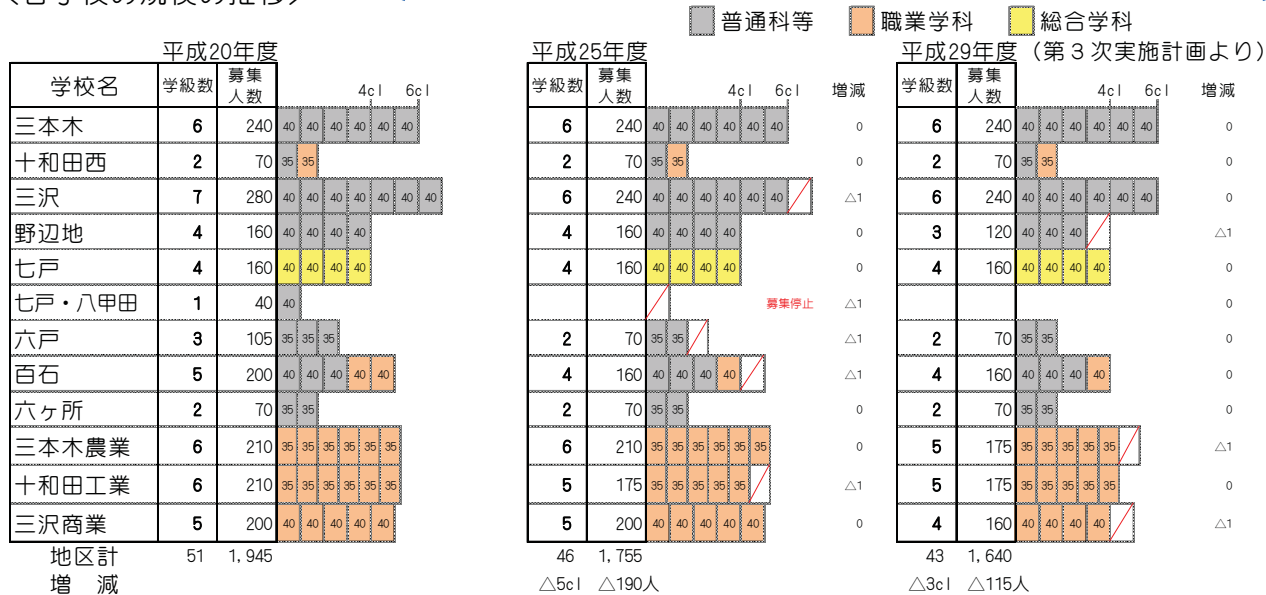 普通科等 職業学科 総合学科
平成20年度 平成25年度 平成29年度（第３次実施計画より）
学校名 学級数 募集人数 4cl 6cl 学級数 募集人数 4cl 6cl 増減 学級数 募集人数 4cl 6cl 増減
三本木 6 240 40 40 40 40 40 40 6 240 40 40 40 40 40 40 0 6 240 40 40 40 40 40 40 0
十和田西 2 70 35 35 2 70 35 35 0 2 70 35 35 0
三沢 7 280 40 40 40 40 40 40 40 6 240 40 40 40 40 40 40 △1 6 240 40 40 40 40 40 40 0
野辺地 4 160 40 40 40 40 4 160 40 40 40 40 0 3 120 40 40 40 △1
七戸 4 160 40 40 40 40 4 160 40 40 40 40 0 4 160 40 40 40 40 0
七戸・八甲田 1 40 40 募集停止 △1 0
六戸 3 105 35 35 35 2 70 35 35 △1 2 70 35 35 0
百石 5 200 40 40 40 40 40 4 160 40 40 40 40 △1 4 160 40 40 40 40 0
六ヶ所 2 70 35 35 2 70 35 35 0 2 70 35 35 0
三本木農業 6 210 35 35 35 35 35 35 6 210 35 35 35 35 35 35 0 5 175 35 35 35 35 35 △1
十和田工業 6 210 35 35 35 35 35 35 5 175 35 35 35 35 35 △1 5 175 35 35 35 35 35 0
三沢商業 5 200 40 40 40 40 40 5 200 40 40 40 40 40 0 4 160 40 40 40 40 △1
地区計 51 1,945 46 1,755 43 1,640
増 減 △5cl △190人 △3cl △115人